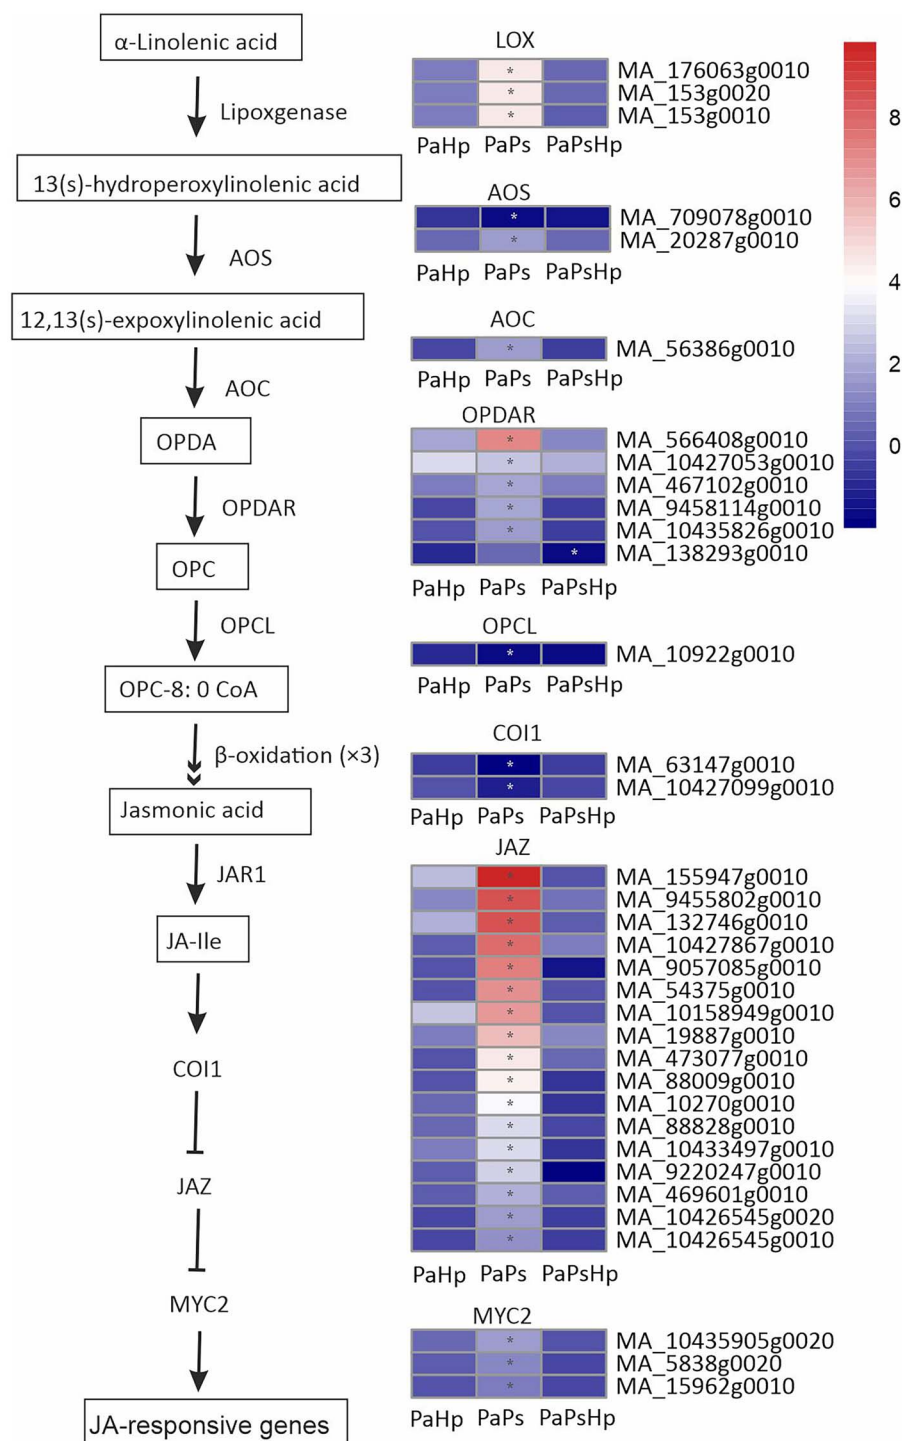 α-Linolenic acid
Lipoxgenase
13(s)-hydroperoxylinolenic acid
AOS
12,13(s)-expoxylinolenic acid
AOC
OPDA
OPDAR
OPC
OPCL
OPC-8: 0 CoA
β-oxidation (×3)
Jasmonic acid
JAR1
JA-Ile
COI1
JAZ
MYC2
JA-responsive genes
LOX
* MA_176063g0010
* MA_153g0020
* MA_153g0010
PaHp PaPs PaPsHp
AOS
* MA_709078g0010
* MA_20287g0010
PaHp PaPs PaPsHp
AOC
* MA_56386g0010
PaHp PaPs PaPsHp
OPDAR
* MA_566408g0010
* MA_10427053g0010
* MA_467102g0010
* MA_9458114g0010
* MA_10435826g0010
* MA_138293g0010
PaHp PaPs PaPsHp
OPCL
* MA_10922g0010
PaHp PaPs PaPsHp
COI1
* MA_63147g0010
* MA_10427099g0010
PaHp PaPs PaPsHp
JAZ
* MA_155947g0010
* MA_9455802g0010
* MA_132746g0010
* MA_10427867g0010
* MA_9057085g0010
* MA_54375g0010
* MA_10158949g0010
* MA_19887g0010
* MA_473077g0010
* MA_88009g0010
* MA_10270g0010
* MA_88828g0010
* MA_10433497g0010
* MA_9220247g0010
* MA_469601g0010
* MA_10426545g0020
* MA_10426545g0010
PaHp PaPs PaPsHp
MYC2
* MA_10435905g0020
* MA_5838g0020
* MA_15962g0010
PaHp PaPs PaPsHp
8
6
4
2
0